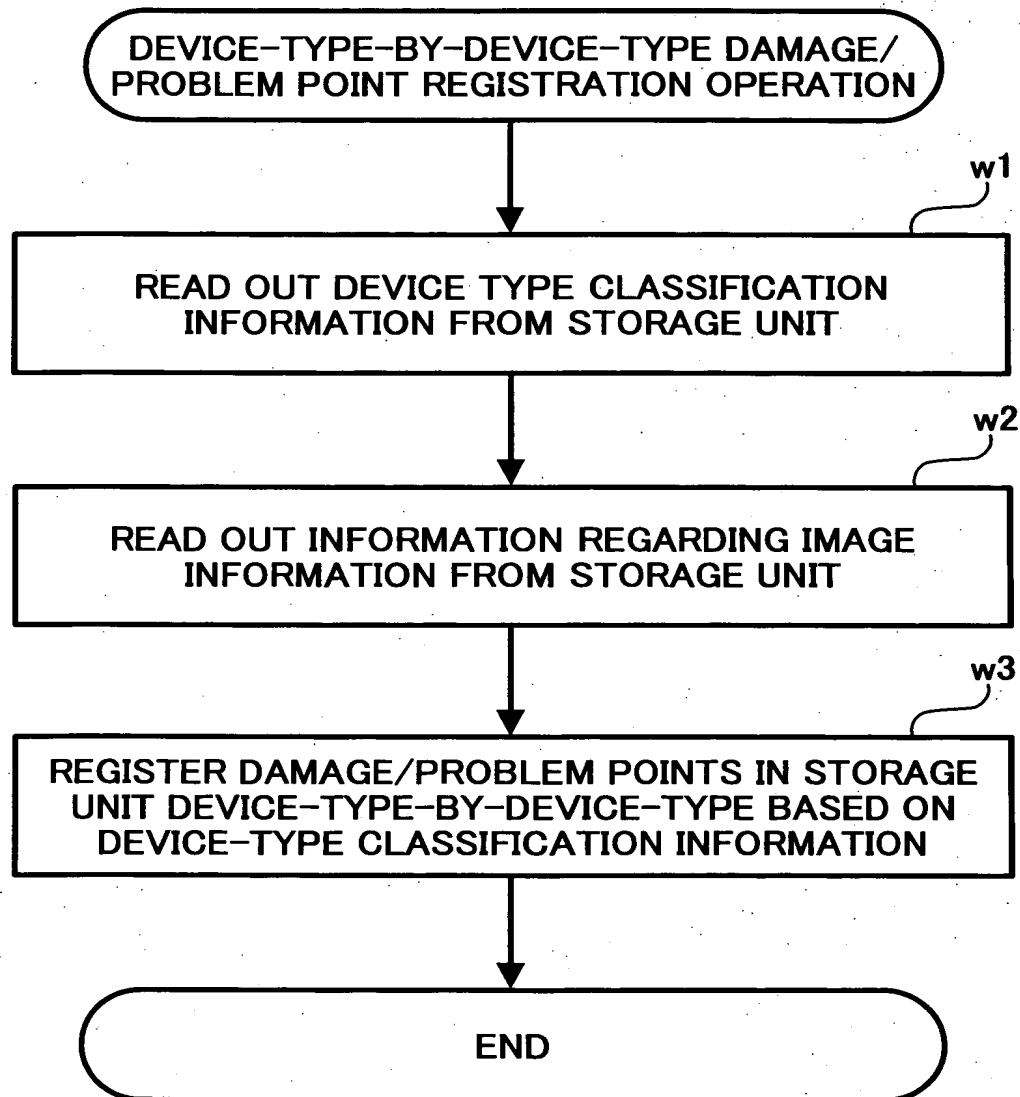 DEVICE-TYPE-BY-DEVICE-TYPE DAMAGE/
PROBLEM POINT REGISTRATION OPERATION
w1
READ OUT DEVICE TYPE CLASSIFICATION
INFORMATION FROM STORAGE UNIT
w2
READ OUT INFORMATION REGARDING IMAGE
INFORMATION FROM STORAGE UNIT
w3
REGISTER DAMAGE/PROBLEM POINTS IN STORAGE
UNIT DEVICE-TYPE-BY-DEVICE-TYPE BASED ON
DEVICE-TYPE CLASSIFICATION INFORMATION
END